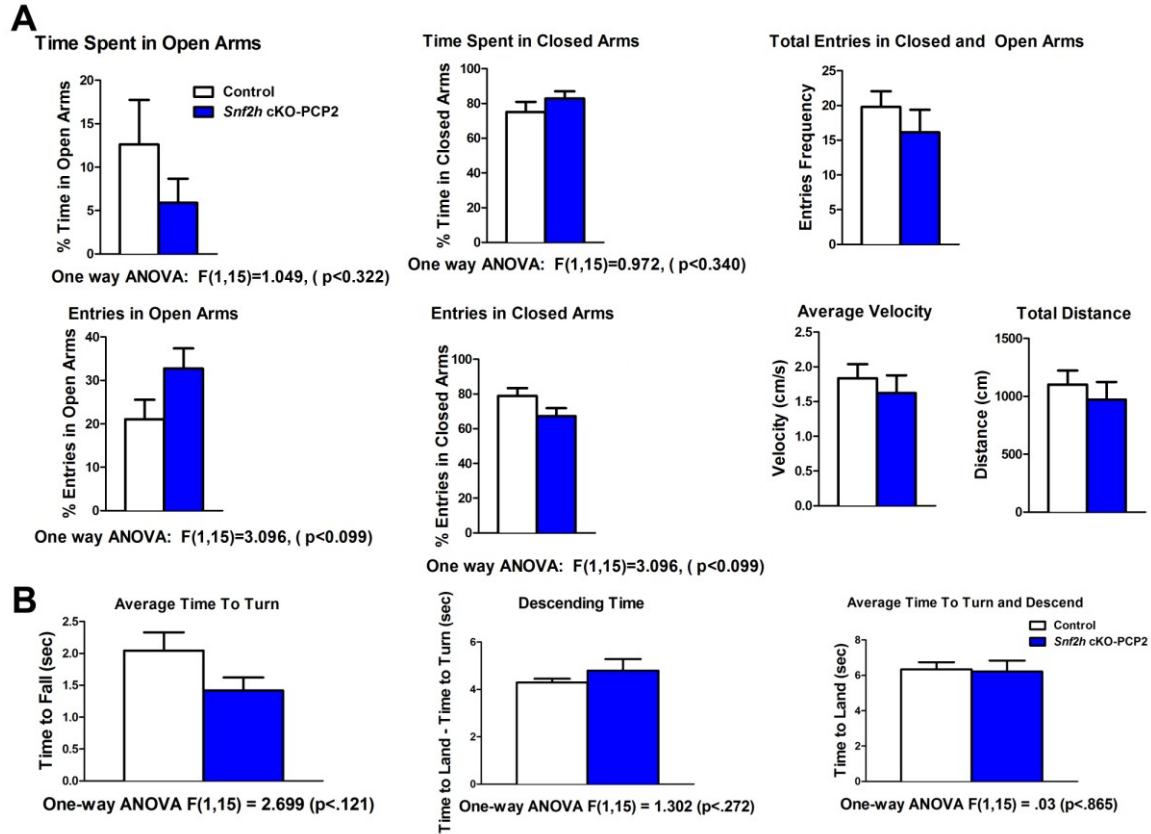 A
Time Spent in Open Arms
% Time in Open Arms
20
15
10
5
0
Control
Snf2h cKO-PCP2
One way ANOVA: F(1,15)=1.049, ( p<0.322)
Time Spent in Closed Arms
% Time in Closed Arms
100
80
60
40
20
0
One way ANOVA: F(1,15)=0.972, ( p<0.340)
Total Entries in Closed and Open Arms
Entries Frequency
25
20
15
10
5
0
Entries in Open Arms
% Entries in Open Arms
40
30
20
10
0
One way ANOVA: F(1,15)=3.096, ( p<0.099)
Entries in Closed Arms
% Entries in Closed Arms
100
80
60
40
20
0
One way ANOVA: F(1,15)=3.096, ( p<0.099)
Average Velocity
Velocity (cm/s)
2.5
2.0
1.5
1.0
0.5
0.0
Total Distance
Distance (cm)
1500
1000
500
0
B
Average Time To Turn
Time to Fall (sec)
2.5
2.0
1.5
1.0
0.5
0.0
One-way ANOVA F(1,15) = 2.699 (p<.121)
Descending Time
Time to Land - Time to Turn (sec)
6
4
2
0
One-way ANOVA F(1,15) = 1.302 (p<.272)
Average Time To Turn and Descend
Control
Snf2h cKO-PCP2
Time to Land (sec)
8
6
4
2
0
One-way ANOVA F(1,15) = .03 (p<.865)